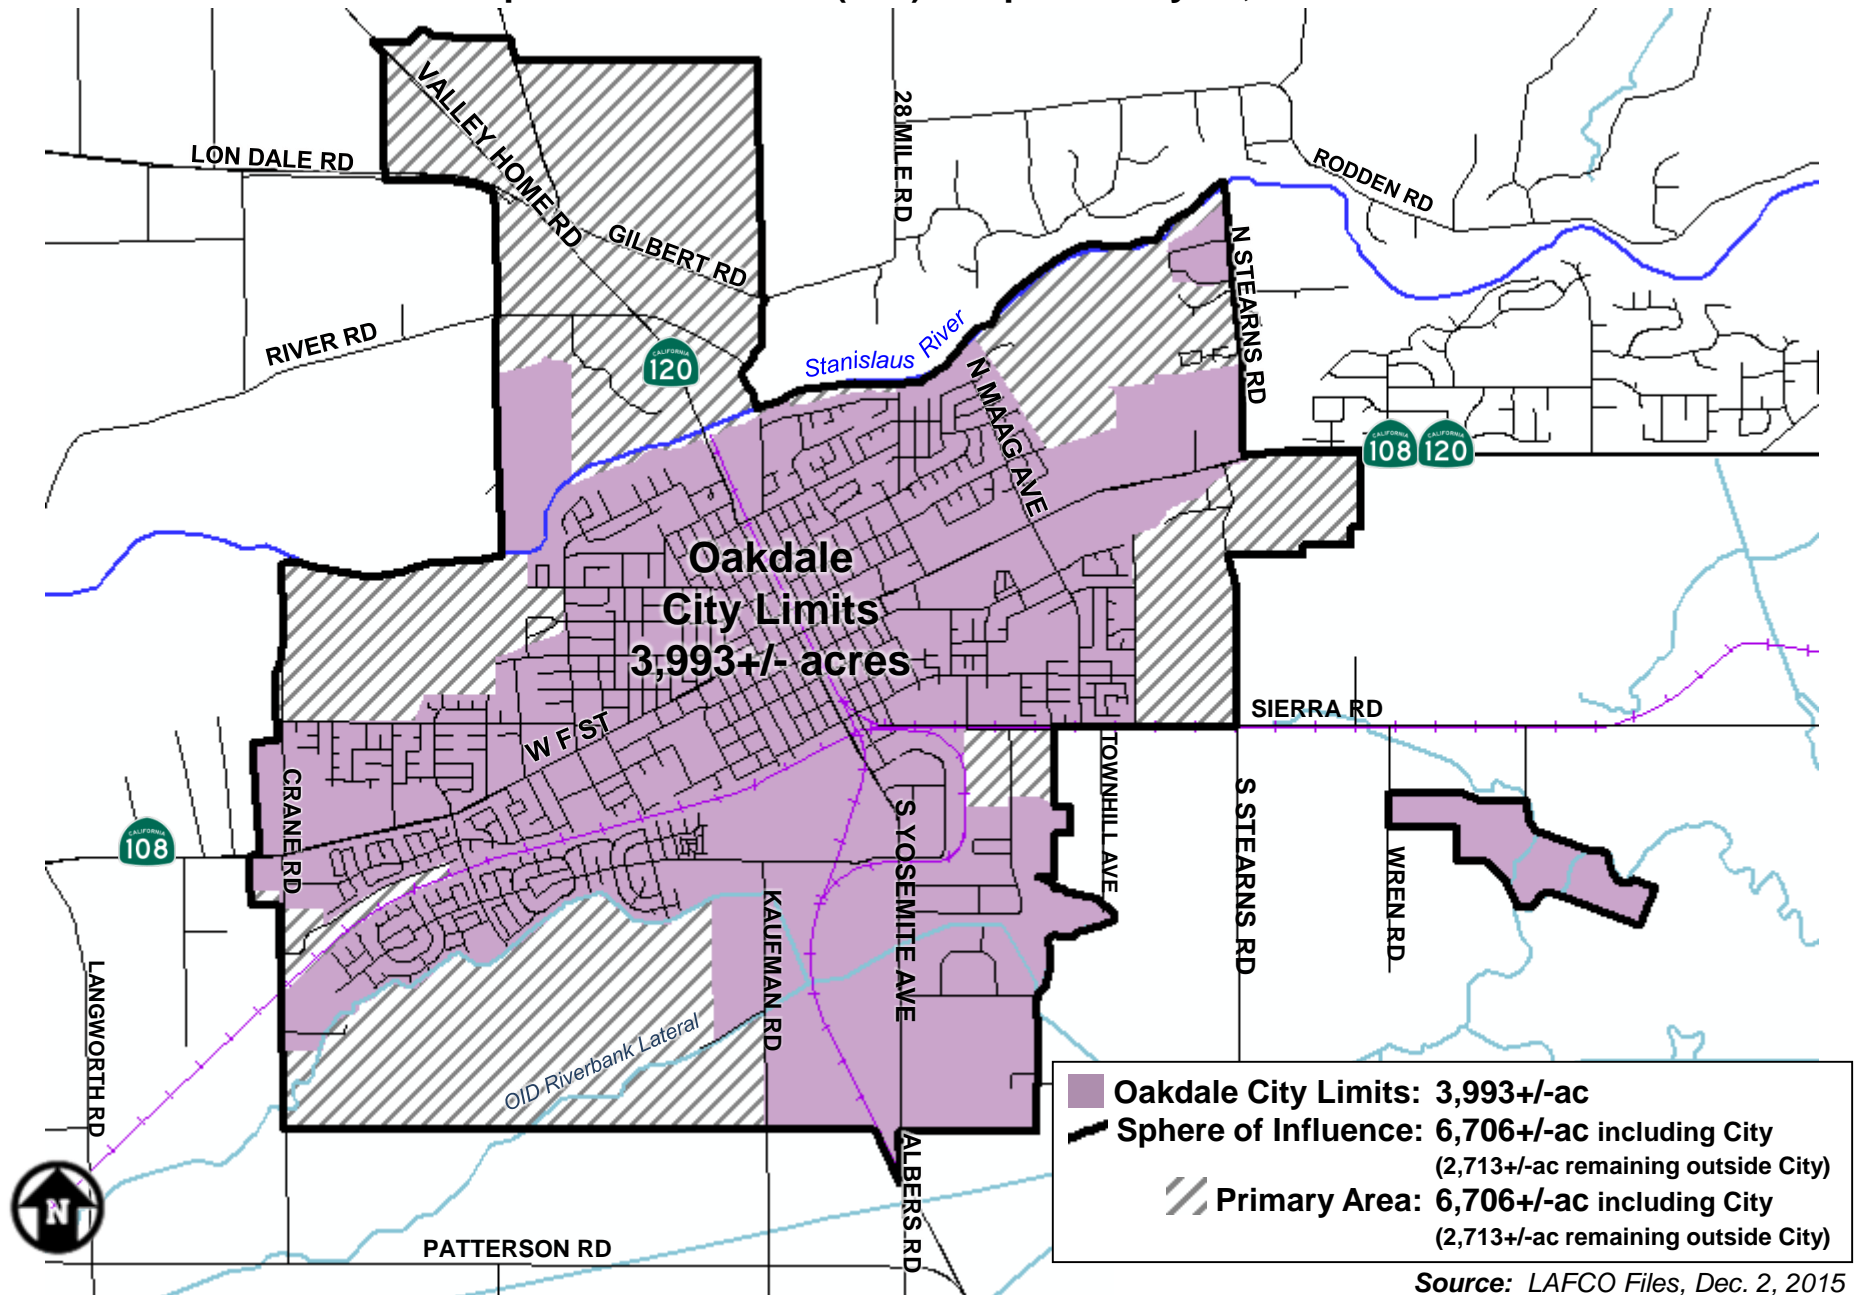 VALLEY HOME RD
LON DALE RD
28 MILE RD
RODDEN RD
GILBERT RD
N STEARNS RD
RIVER RD
Stanislaus River
CALIFORNIA
120
N MAAG AVE
CALIFORNIA
108
CALIFORNIA
120
Oakdale
City Limits
3,993+/- acres
SIERRA RD
W F ST
CRANE RD
TOWNHILL AVE
S STEARNS RD
S YOSEMITE AVE
CALIFORNIA
108
WREN RD
KAUFMAN RD
LANGWORTH RD
OID Riverbank Lateral
ALBERS RD
N
PATTERSON RD
Oakdale City Limits: 3,993+/-ac
Sphere of Influence: 6,706+/-ac including City
(2,713+/-ac remaining outside City)
Primary Area: 6,706+/-ac including City
(2,713+/-ac remaining outside City)
Source: LAFCO Files, Dec. 2, 2015